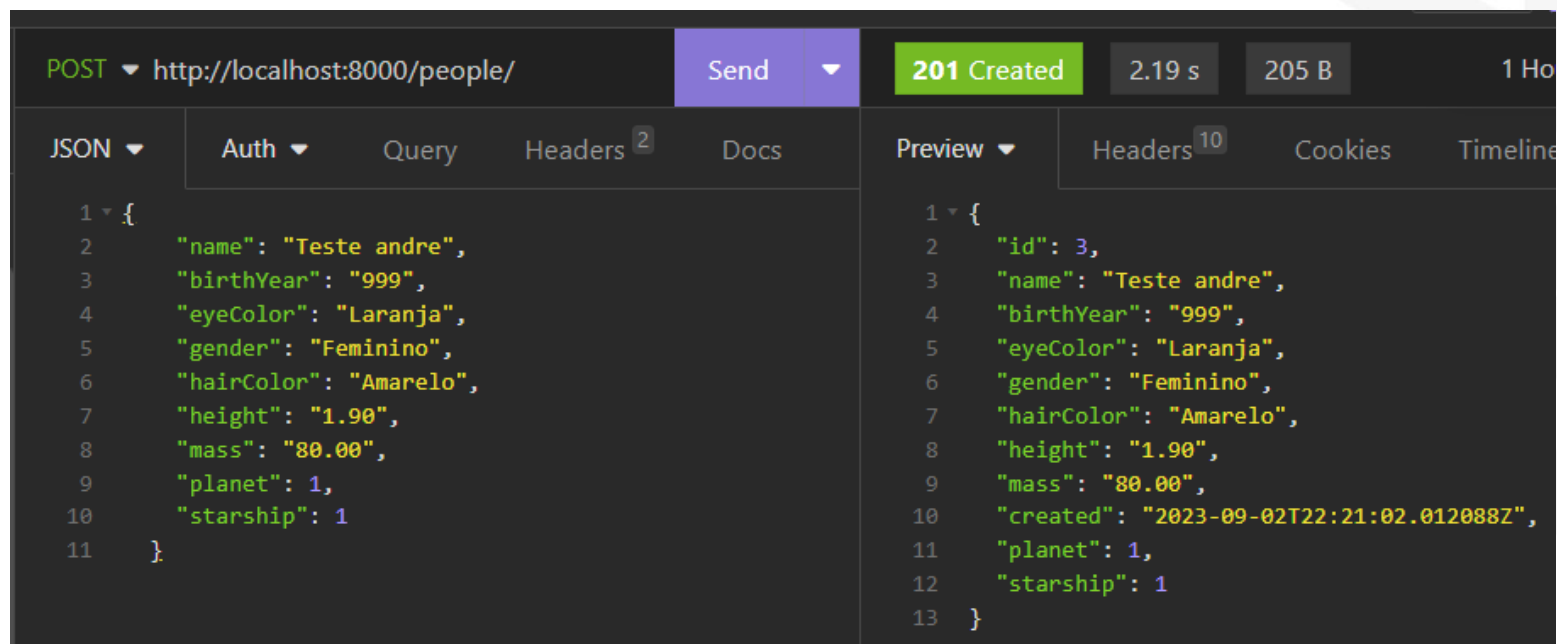 POST http://localhost:8000/people/ Send 201 Created 2.19 s 205 B 1 Ho
JSON Auth Query Headers 2 Docs
1 {
2 "name": "Teste andre",
3 "birthYear": "999",
4 "eyeColor": "Laranja",
5 "gender": "Feminino",
6 "hairColor": "Amarelo",
7 "height": "1.90",
8 "mass": "80.00",
9 "planet": 1,
10 "starship": 1
11 }
Preview Headers 10 Cookies Timeline
1 {
2 "id": 3,
3 "name": "Teste andre",
4 "birthYear": "999",
5 "eyeColor": "Laranja",
6 "gender": "Feminino",
7 "hairColor": "Amarelo",
8 "height": "1.90",
9 "mass": "80.00",
10 "created": "2023-09-02T22:21:02.012088Z",
11 "planet": 1,
12 "starship": 1
13 }